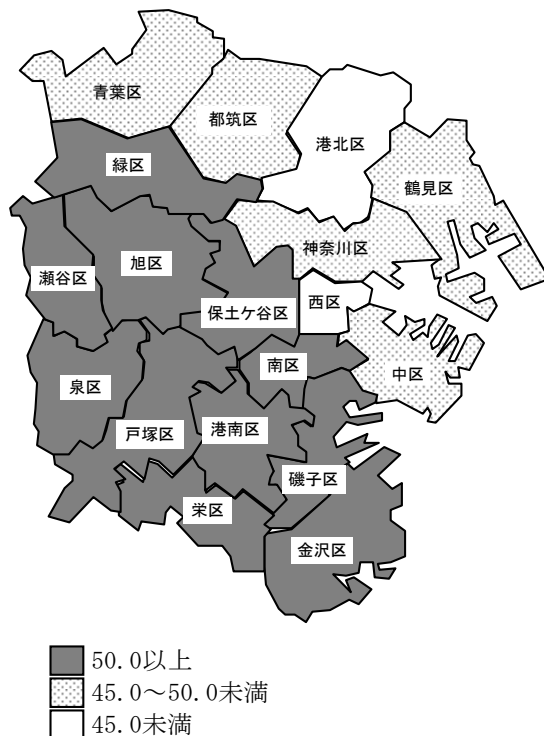 青葉区
都筑区
港北区
緑区
鶴見区
神奈川区
旭区
瀬谷区
西区
保土ケ谷区
南区
中区
泉区
戸塚区
港南区
磯子区
栄区
金沢区
50.0以上
45.0～50.0未満
45.0未満